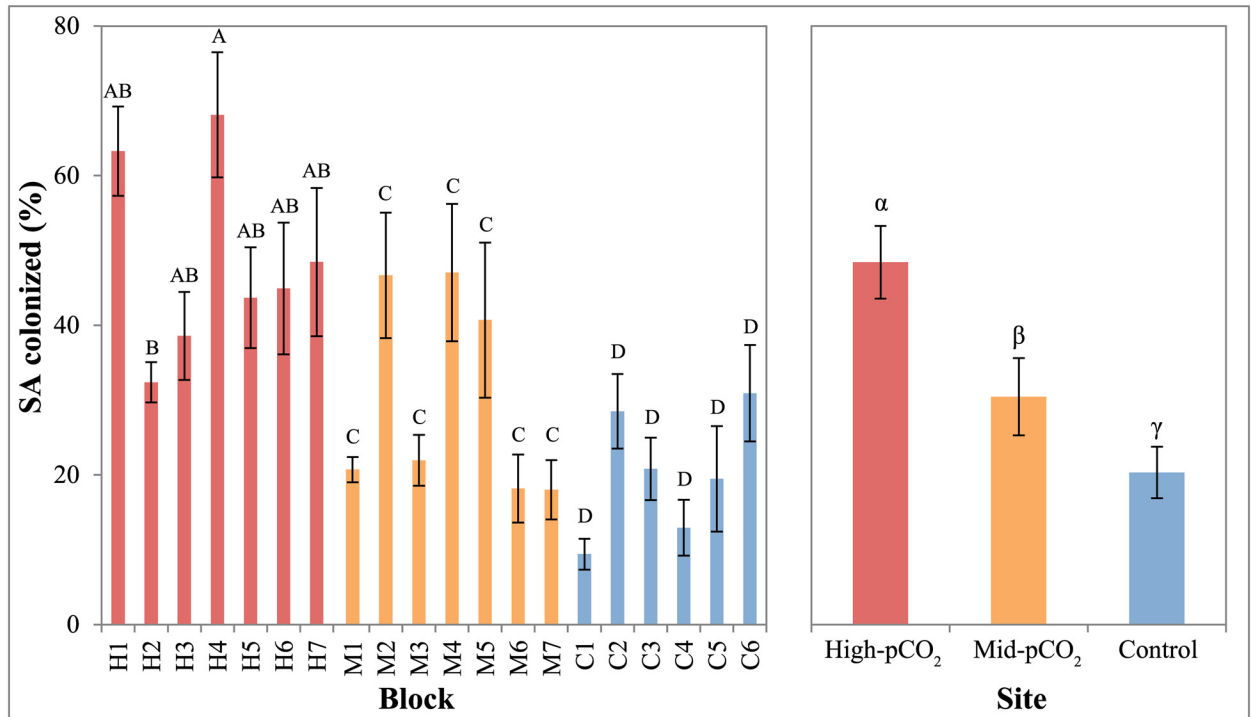 80
60
40
20
0
SA colonized (%)
AB
B
AB
A
AB
AB
AB
C
C
C
C
C
C
C
D
D
D
D
D
D
H1
H2
H3
H4
H5
H6
H7
M1
M2
M3
M4
M5
M6
M7
C1
C2
C3
C4
C5
C6
Block
α
β
γ
High-pCO₂
Mid-pCO₂
Control
Site